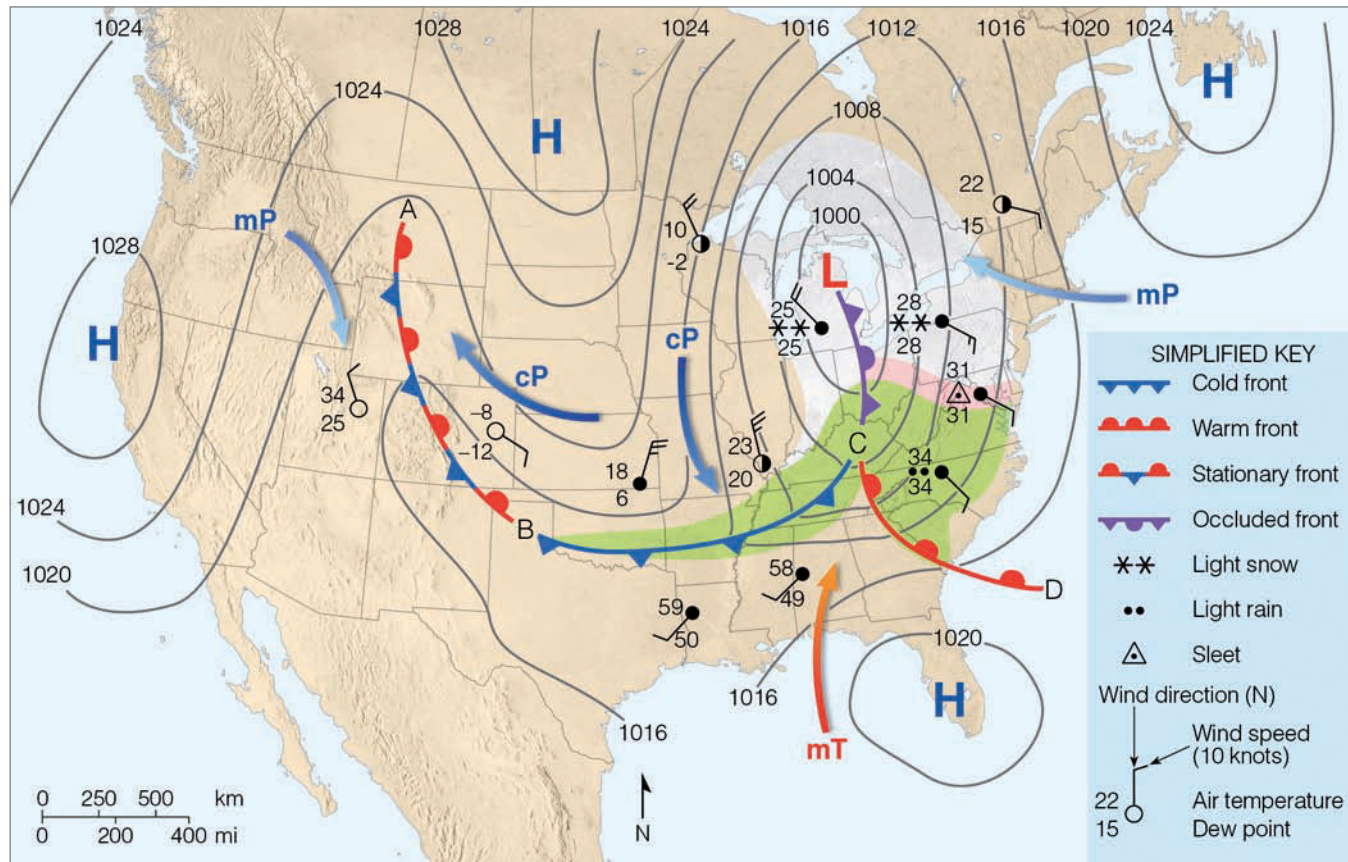 1024
1028
1024
1016
1012
1016
1020
1024
H
1024
H
1008
1004
1000
mP
A
10
-2
22
15
1028
L
mP
H
25
25
28
28
cP
cP
31
31
34
25
–8
–12
18
6
23
20
C
34
34
1024
B
1020
58
49
D
59
50
1020
1016
H
1016
mT
0 250 500 km
0 200 400 mi
N
SIMPLIFIED KEY
Cold front
Warm front
Stationary front
Occluded front
Light snow
Light rain
Sleet
Wind direction (N)
Wind speed
(10 knots)
22
15
Air temperature
Dew point